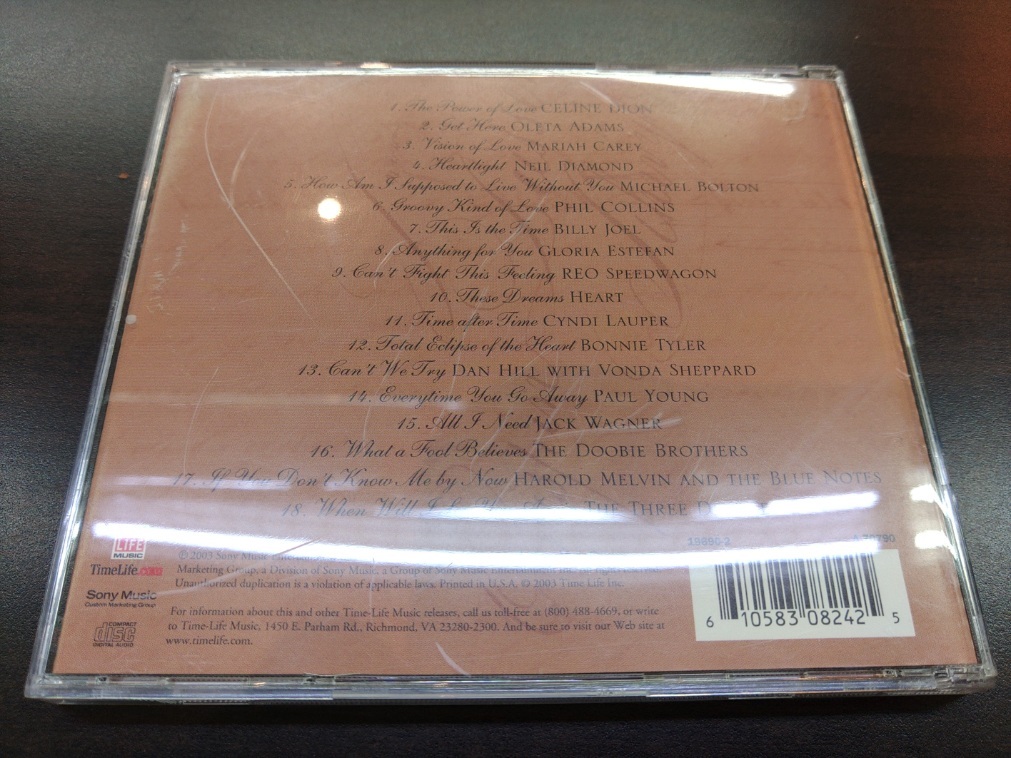 1. The Power of Love CELINE DION
2. Get Here OLETA ADAMS
3. Vision of Love MARIAH CAREY
4. Heartlight NEIL DIAMOND
5. How Am I Supposed to Live Without You MICHAEL BOLTON
6. Groovy Kind of Love PHIL COLLINS
7. This Is the Time BILLY JOEL
8. Anything for You GLORIA ESTEFAN
9. Can't Fight This Feeling REO SPEEDWAGON
10. These Dreams HEART
11. Time after Time CYNDI LAUPER
12. Total Eclipse of the Heart BONNIE TYLER
13. Can't We Try DAN HILL WITH VONDA SHEPPARD
14. Everytime You Go Away PAUL YOUNG
15. All I Need JACK WAGNER
16. What a Fool Believes THE DOOBIE BROTHERS
17. If You Don't Know Me by Now HAROLD MELVIN AND THE BLUE NOTES
18. When Will I THE THREE
19890-2
LIFE
MUSIC
TimeLife.com
© 2003 Sony Music
Marketing Group, a Division of Sony Music, a Group of Sony Music
Unauthorized duplication is a violation of applicable laws. Printed in U.S.A. © 2003 Time Life Inc.
Sony Music
Custom Marketing Group
For information about this and other Time-Life Music releases, call us toll-free at (800) 488-4669, or write
to Time-Life Music, 1450 E. Parham Rd., Richmond, VA 23280-2300. And be sure to visit our Web site at
www.timelife.com.
COMPACT
disc
DIGITAL AUDIO
6 10583 08242 5